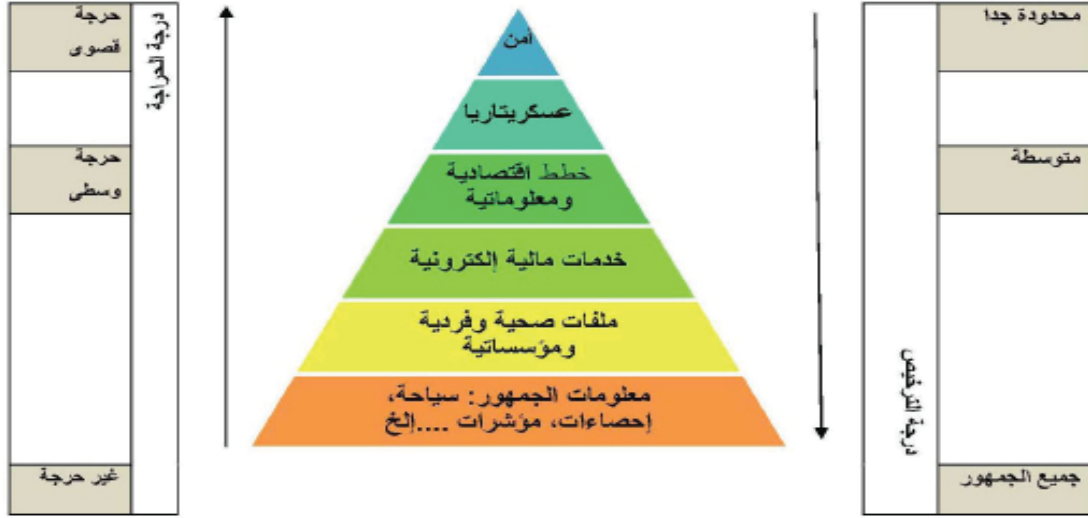 محدودة جدا
متوسطة
جميع الجمهور
درجة الترخيص
أمن
عسكريتاريا
خطط اقتصادية
ومعلوماتية
خدمات مالية إلكترونية
ملفات صحية وفردية
ومؤسساتية
معلومات الجمهور: سياحة،
إحصاءات، مؤشرات ....إلخ
درجة الحراجة
حرجة
قصوى
حرجة
وسطى
غير حرجة